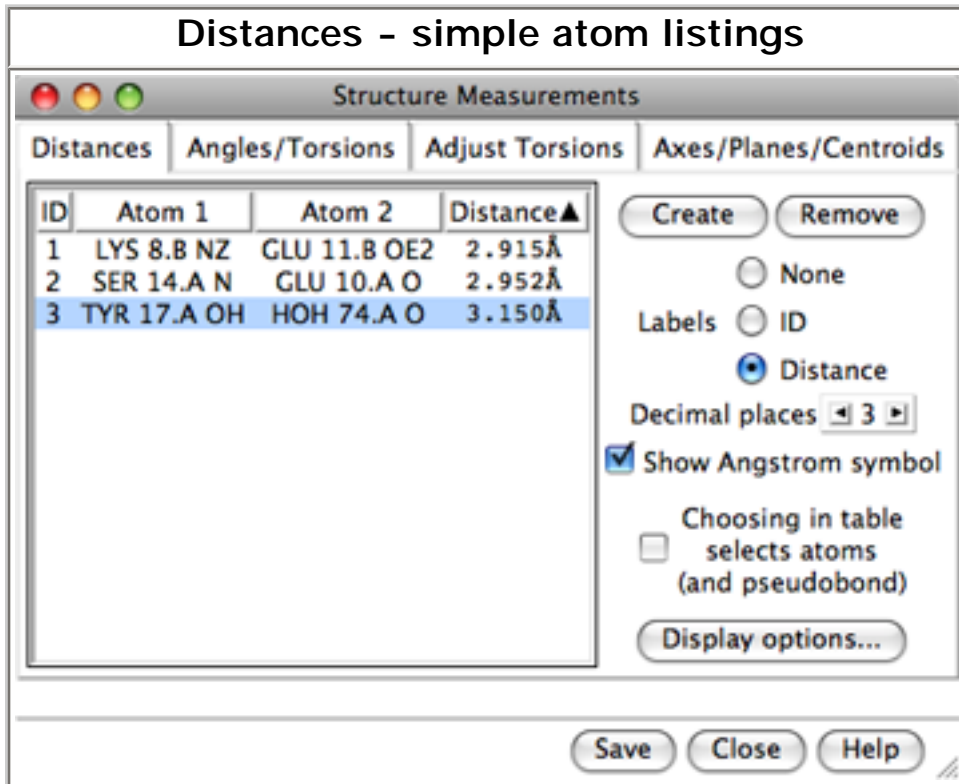 Distances - simple atom listings
Structure Measurements
Distances Angles/Torsions Adjust Torsions Axes/Planes/Centroids
ID Atom 1 Atom 2 Distance▲
1 LYS 8.B NZ GLU 11.B OE2 2.915Å
2 SER 14.A N GLU 10.A O 2.952Å
3 TYR 17.A OH HOH 74.A O 3.150Å
Create Remove
None
Labels ID
Distance
Decimal places 3
Show Angstrom symbol
Choosing in table
selects atoms
(and pseudobond)
Display options...
Save Close Help